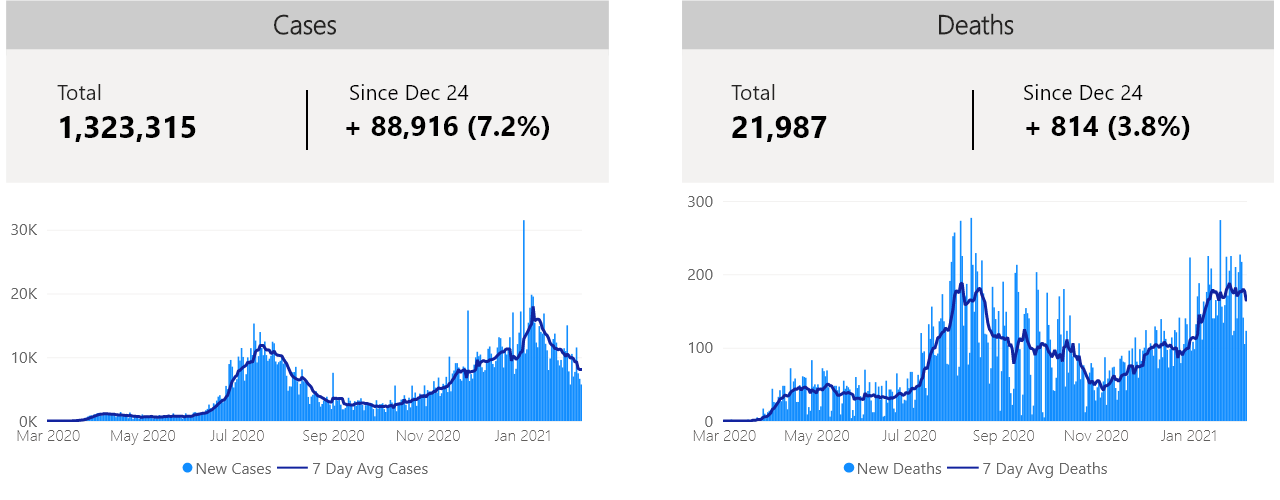 Cases
Total
1,323,315
Since Dec 24
+ 88,916 (7.2%)
30K
20K
10K
0K
Mar 2020 May 2020 Jul 2020 Sep 2020 Nov 2020 Jan 2021
New Cases 7 Day Avg Cases
Deaths
Total
21,987
Since Dec 24
+ 814 (3.8%)
300
200
100
0
Mar 2020 May 2020 Jul 2020 Sep 2020 Nov 2020 Jan 2021
New Deaths 7 Day Avg Deaths